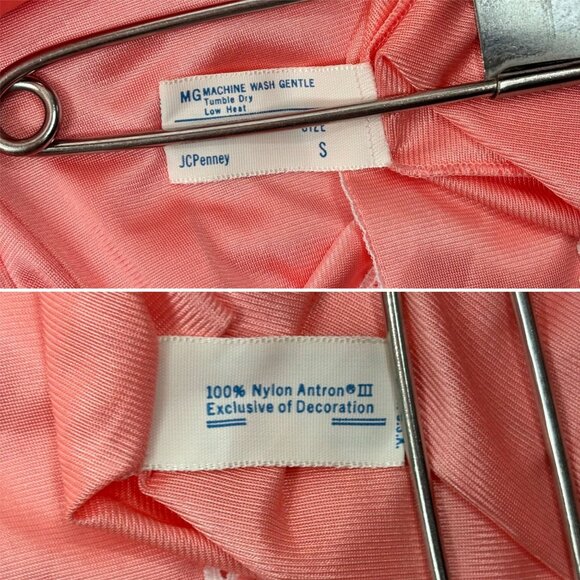 MG MACHINE WASH GENTLE
Tumble Dry
Low Heat
SIZE
JCPenney S
100% Nylon Antron® III
Exclusive of Decoration